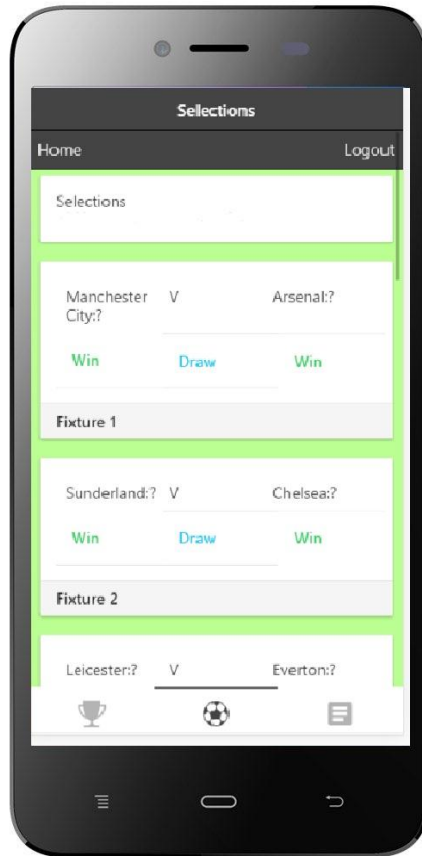 Selections
Home Logout
Selections
Manchester City:? V Arsenal:?
Win Draw Win
Fixture 1
Sunderland:? V Chelsea:?
Win Draw Win
Fixture 2
Leicester:? V Everton:?